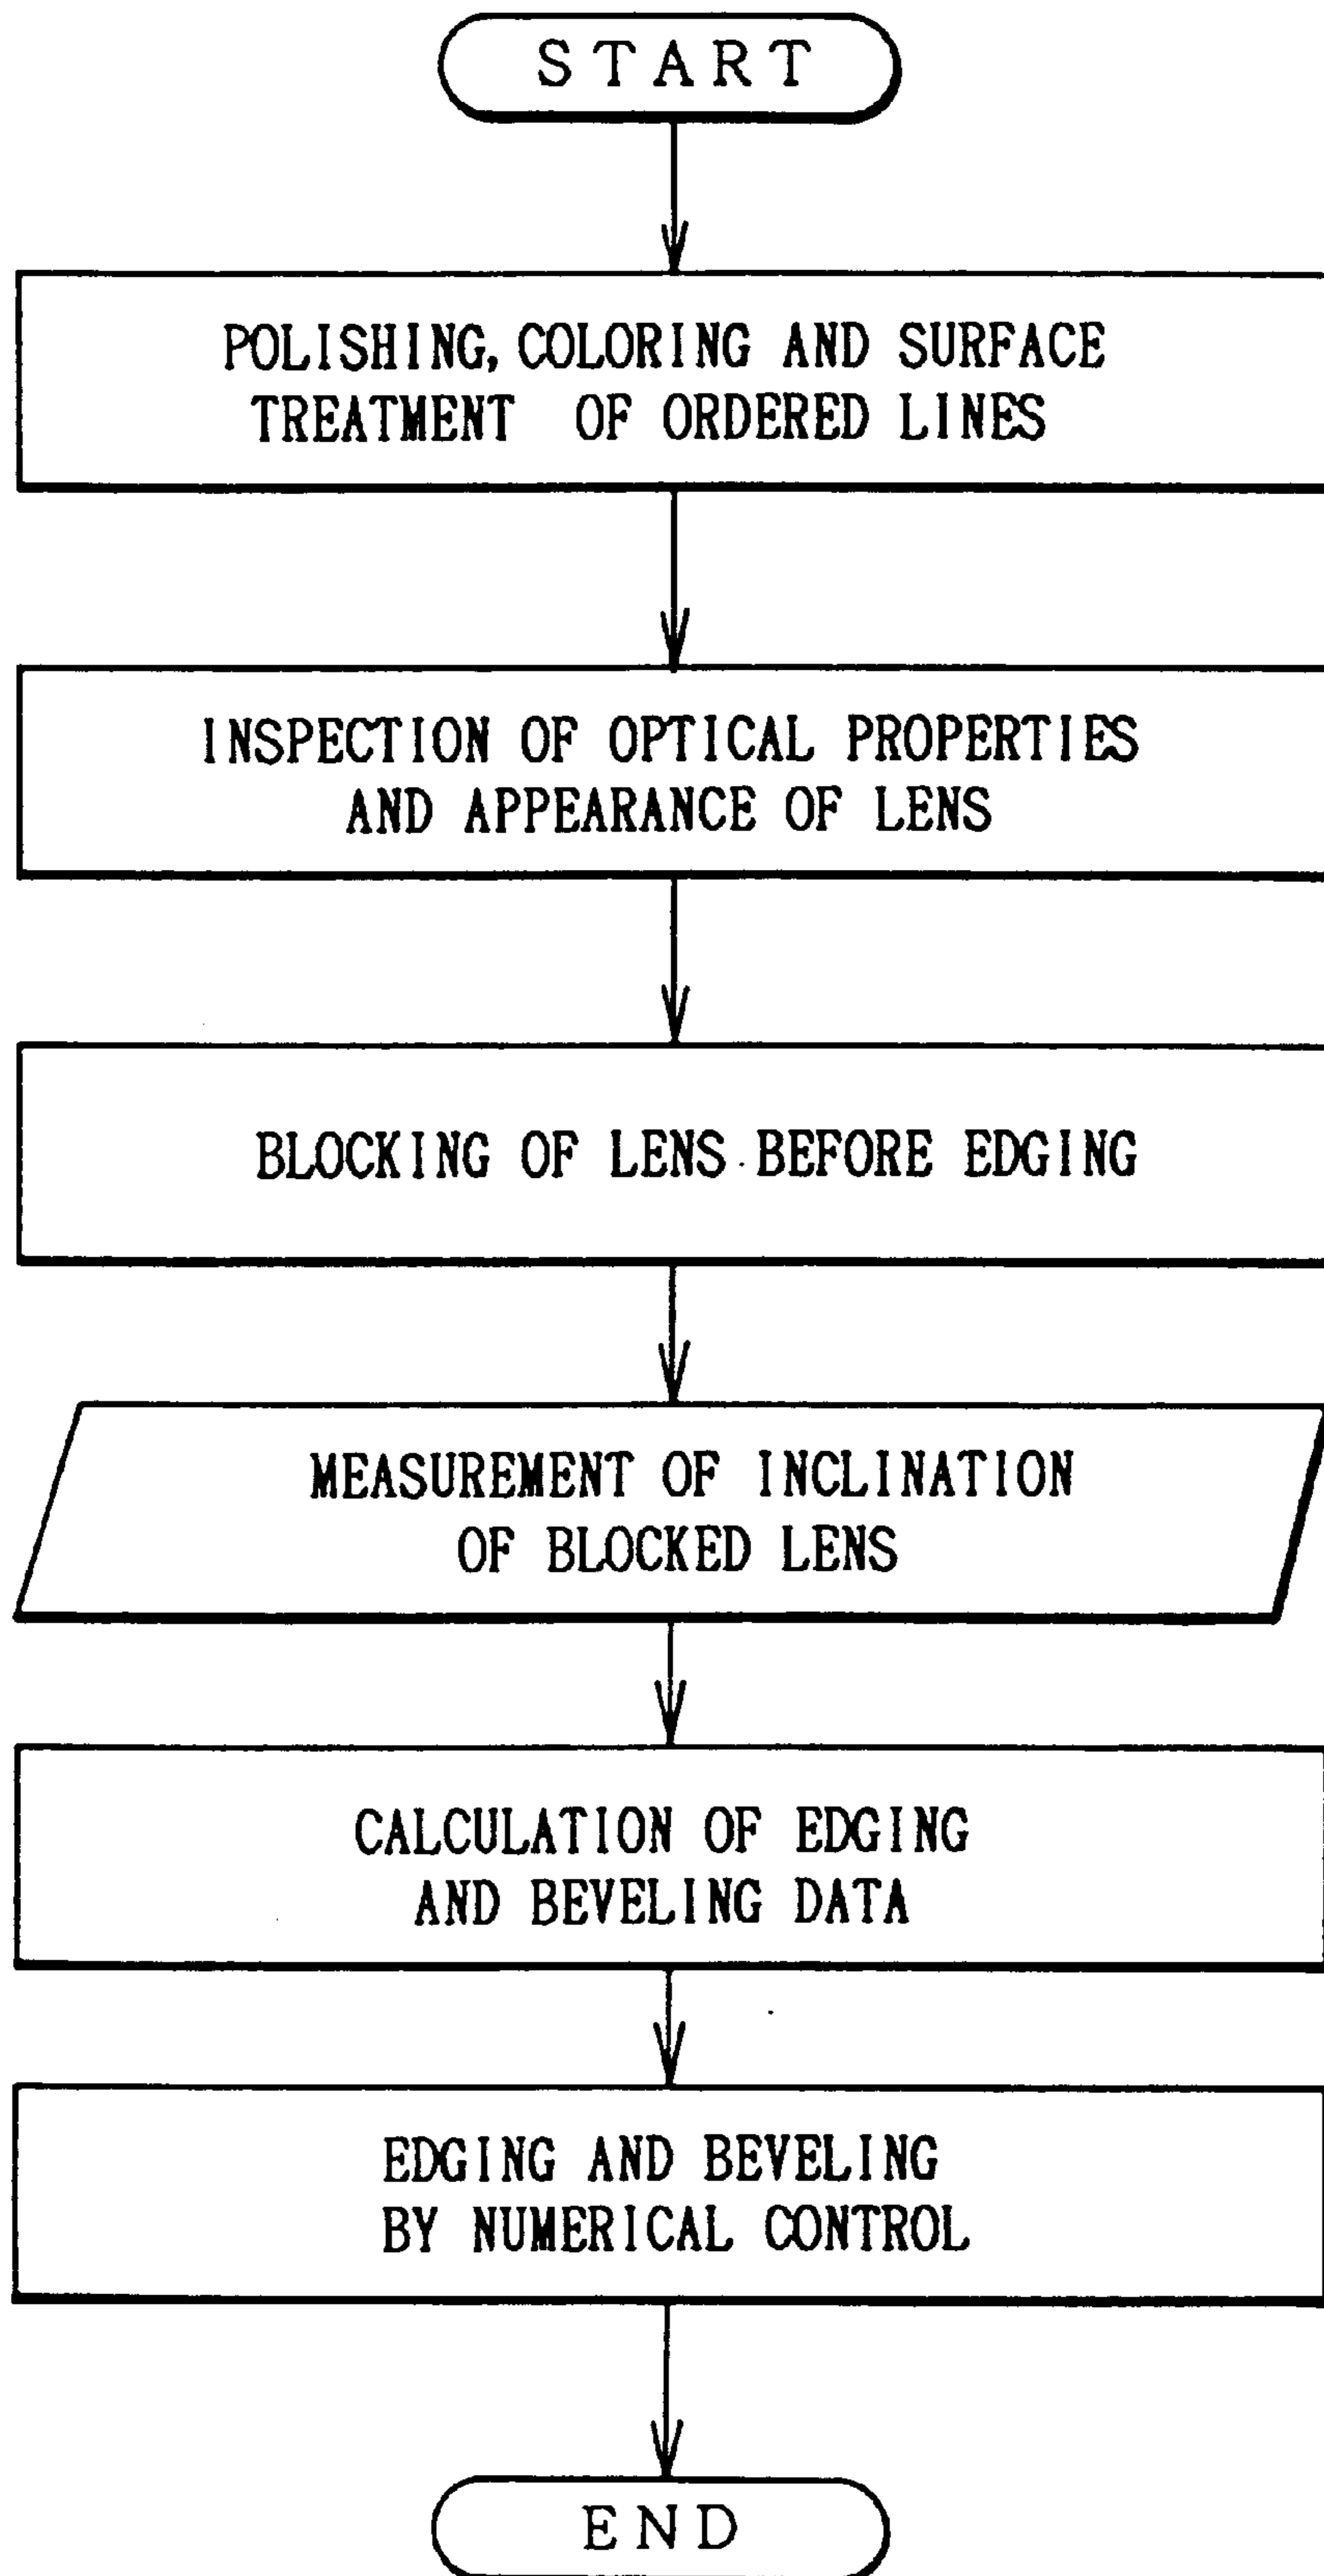 START
POLISHING, COLORING AND SURFACE
TREATMENT OF ORDERED LINES
INSPECTION OF OPTICAL PROPERTIES
AND APPEARANCE OF LENS
BLOCKING OF LENS BEFORE EDGING
MEASUREMENT OF INCLINATION
OF BLOCKED LENS
CALCULATION OF EDGING
AND BEVELING DATA
EDGING AND BEVELING
BY NUMERICAL CONTROL
END